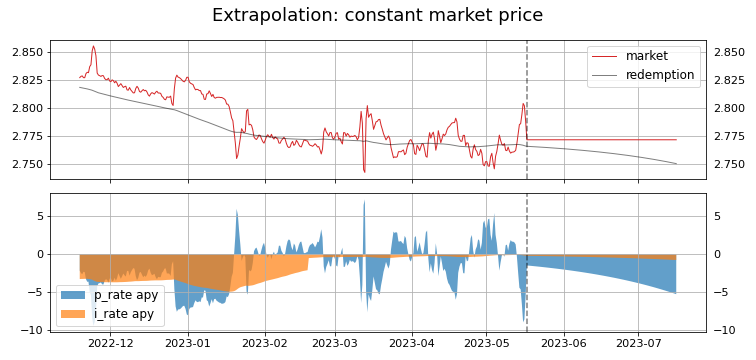 Extrapolation: constant market price
2.850 2.850
2.825 2.825
2.800 2.800
2.775 2.775
2.750 2.750
market
redemption
5 5
0 0
−5 −5
−10 −10
p_rate apy
i_rate apy
2022-12 2023-01 2023-02 2023-03 2023-04 2023-05 2023-06 2023-07